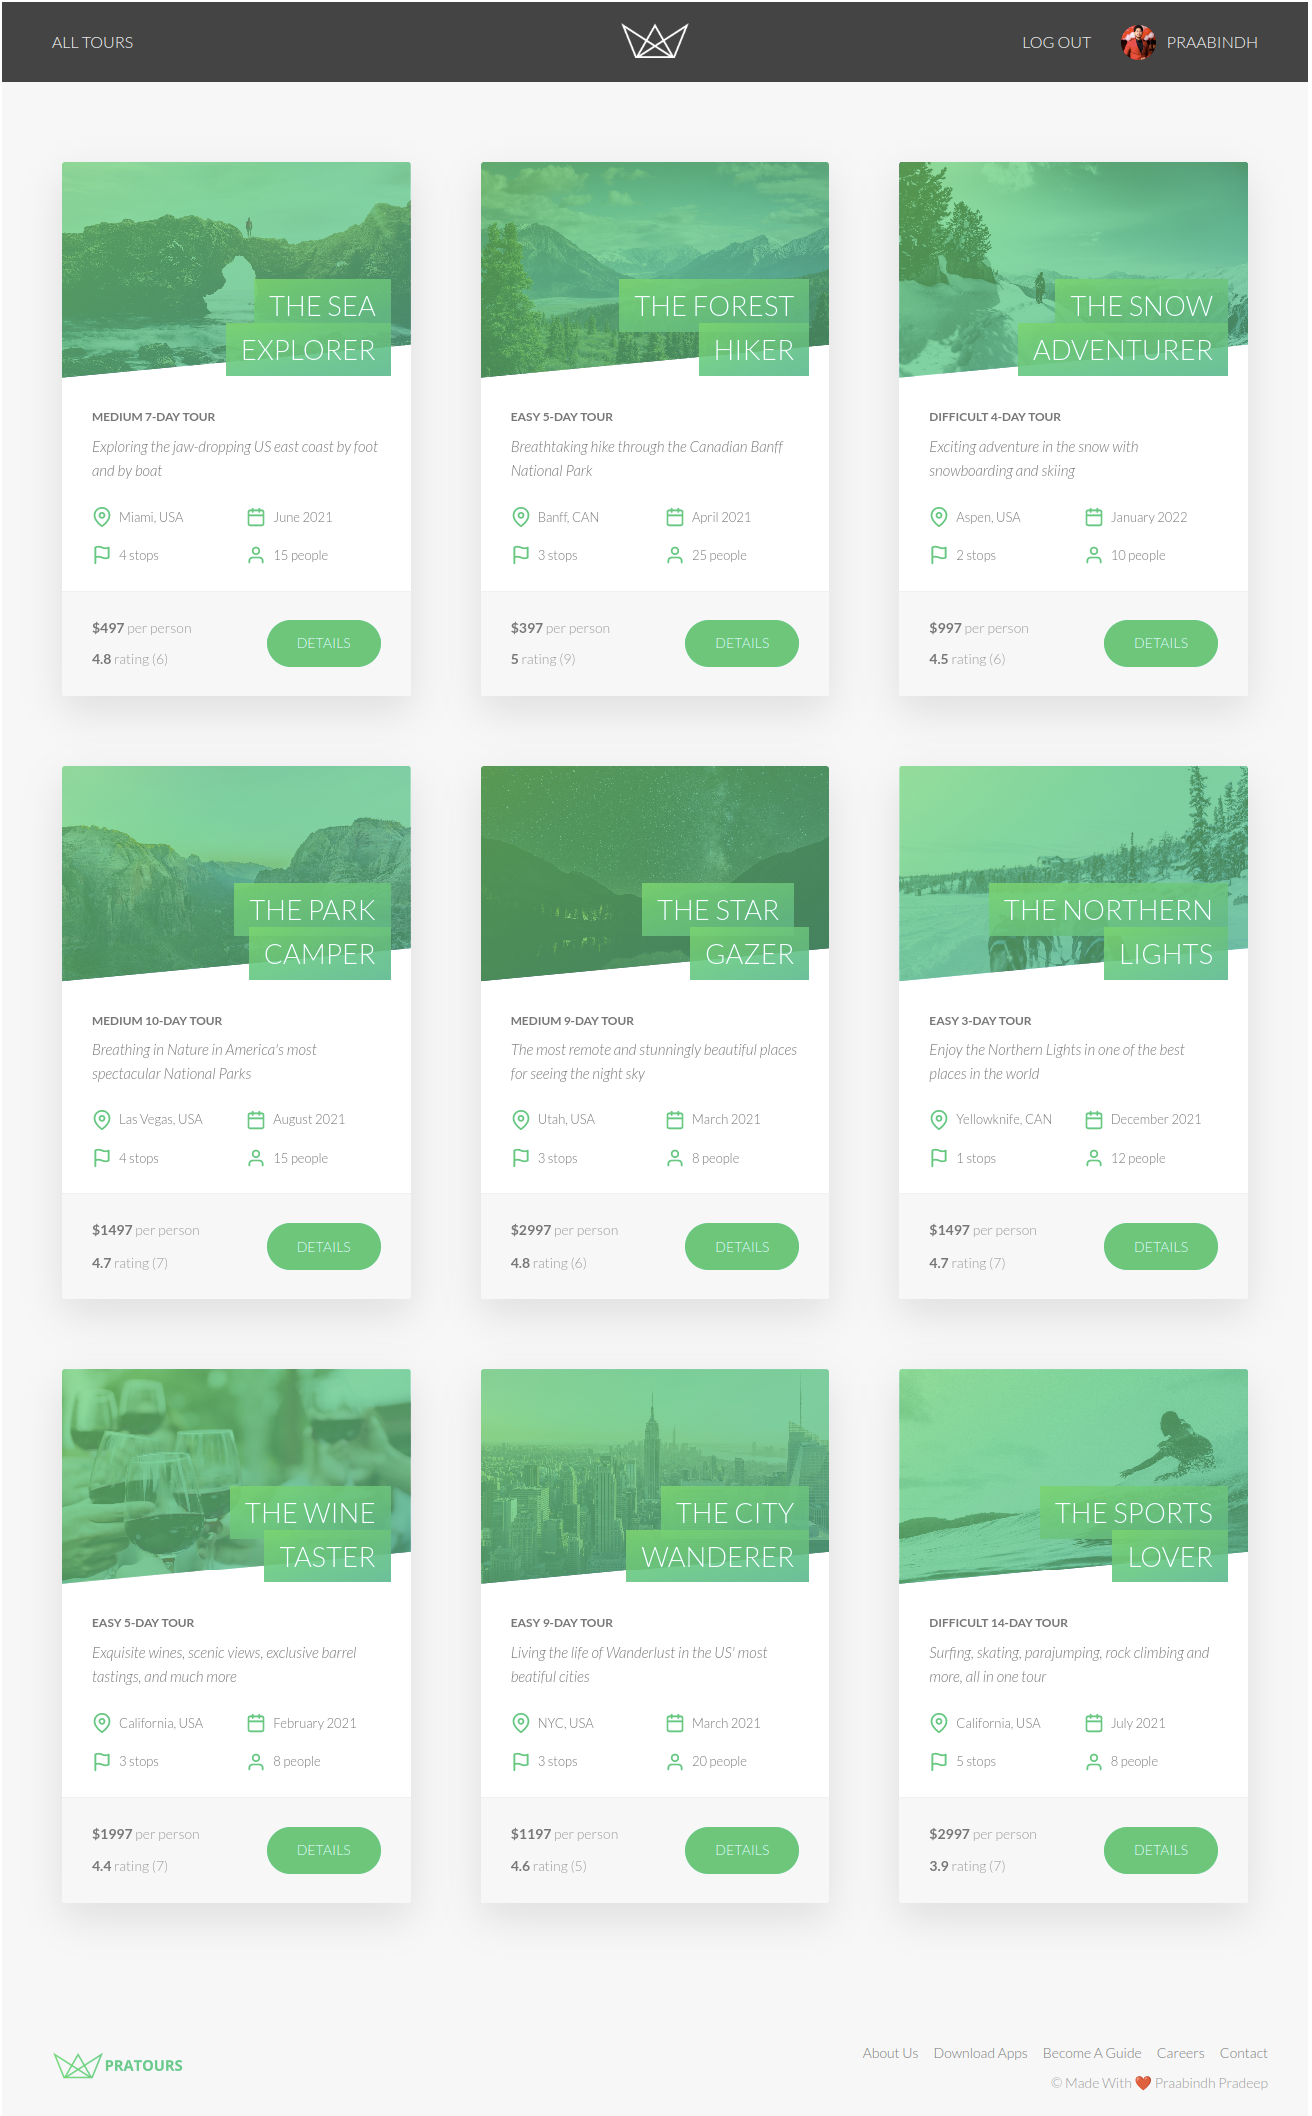 ALL TOURS
LOG OUT
PRAABINDH
THE SEA
EXPLORER
MEDIUM 7-DAY TOUR
Exploring the jaw-dropping US east coast by foot
and by boat
Miami, USA
June 2021
4 stops
15 people
$497 per person
4.8 rating (6)
DETAILS
THE FOREST
HIKER
EASY 5-DAY TOUR
Breathtaking hike through the Canadian Banff
National Park
Banff, CAN
April 2021
3 stops
25 people
$397 per person
5 rating (9)
DETAILS
THE SNOW
ADVENTURER
DIFFICULT 4-DAY TOUR
Exciting adventure in the snow with
snowboarding and skiing
Aspen, USA
January 2022
2 stops
10 people
$997 per person
4.5 rating (6)
DETAILS
THE PARK
CAMPER
MEDIUM 10-DAY TOUR
Breathing in Nature in America's most
spectacular National Parks
Las Vegas, USA
August 2021
4 stops
15 people
$1497 per person
4.7 rating (7)
DETAILS
THE STAR
GAZER
MEDIUM 9-DAY TOUR
The most remote and stunningly beautiful places
for seeing the night sky
Utah, USA
March 2021
3 stops
8 people
$2997 per person
4.8 rating (6)
DETAILS
THE NORTHERN
LIGHTS
EASY 3-DAY TOUR
Enjoy the Northern Lights in one of the best
places in the world
Yellowknife, CAN
December 2021
1 stops
12 people
$1497 per person
4.7 rating (7)
DETAILS
THE WINE
TASTER
EASY 5-DAY TOUR
Exquisite wines, scenic views, exclusive barrel
tastings, and much more
California, USA
February 2021
3 stops
8 people
$1997 per person
4.4 rating (7)
DETAILS
THE CITY
WANDERER
EASY 9-DAY TOUR
Living the life of Wanderlust in the US' most
beatiful cities
NYC, USA
March 2021
3 stops
20 people
$1197 per person
4.6 rating (5)
DETAILS
THE SPORTS
LOVER
DIFFICULT 14-DAY TOUR
Surfing, skating, parajumping, rock climbing and
more, all in one tour
California, USA
July 2021
5 stops
8 people
$2997 per person
3.9 rating (7)
DETAILS
PRATOURS
About Us Download Apps Become A Guide Careers Contact
© Made With ❤️ Praabindh Pradeep